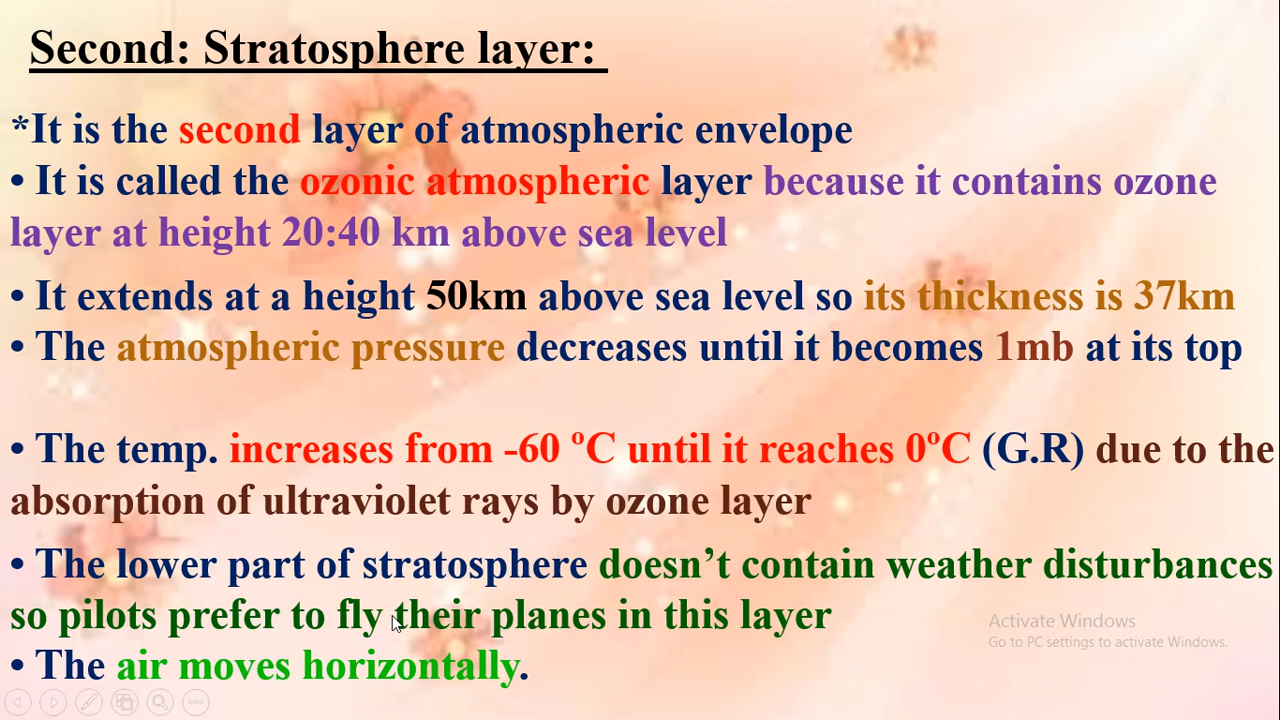 Second: Stratosphere layer:
*It is the second layer of atmospheric envelope
• It is called the ozonic atmospheric layer because it contains ozone
layer at height 20:40 km above sea level
• It extends at a height 50km above sea level so its thickness is 37km
• The atmospheric pressure decreases until it becomes 1mb at its top
• The temp. increases from -60 ºC until it reaches 0ºC (G.R) due to the
absorption of ultraviolet rays by ozone layer
• The lower part of stratosphere doesn’t contain weather disturbances
so pilots prefer to fly their planes in this layer
Activate Windows
Go to PC settings to activate Windows.
• The air moves horizontally.